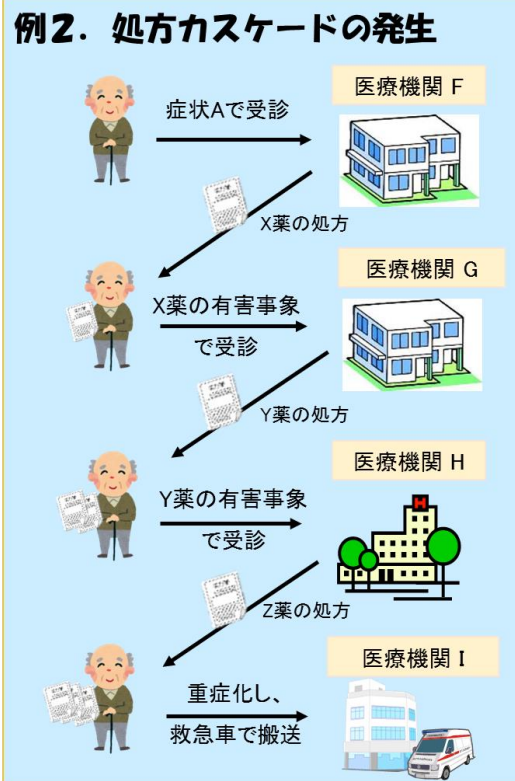 例2. 処方カスケードの発生
医療機関 F
症状Aで受診
X薬の処方
医療機関 G
X薬の有害事象
で受診
Y薬の処方
医療機関 H
Y薬の有害事象
で受診
H
Z薬の処方
医療機関 I
重症化し、
救急車で搬送